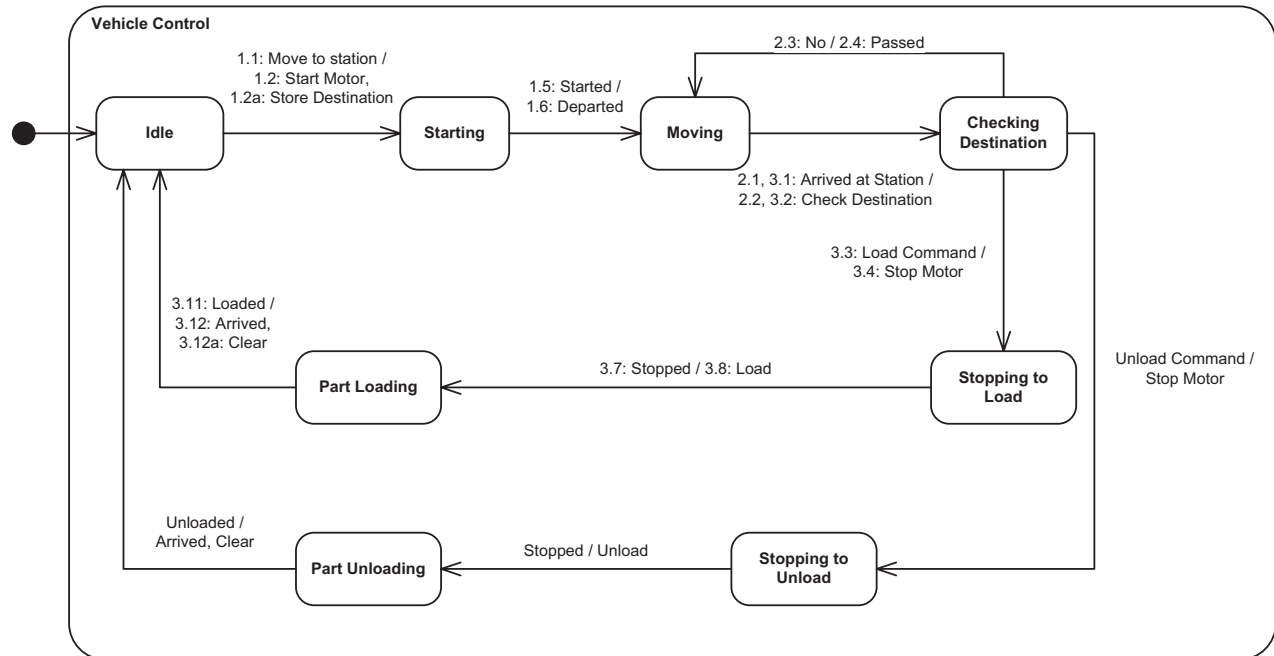 Vehicle Control
2.3: No / 2.4: Passed
1.1: Move to station /
1.2: Start Motor,
1.2a: Store Destination
1.5: Started /
1.6: Departed
Idle
Starting
Moving
Checking
Destination
2.1, 3.1: Arrived at Station /
2.2, 3.2: Check Destination
3.3: Load Command /
3.4: Stop Motor
3.11: Loaded /
3.12: Arrived,
3.12a: Clear
Part Loading
3.7: Stopped / 3.8: Load
Stopping to
Load
Unload Command /
Stop Motor
Unloaded /
Arrived, Clear
Part Unloading
Stopped / Unload
Stopping to
Unload